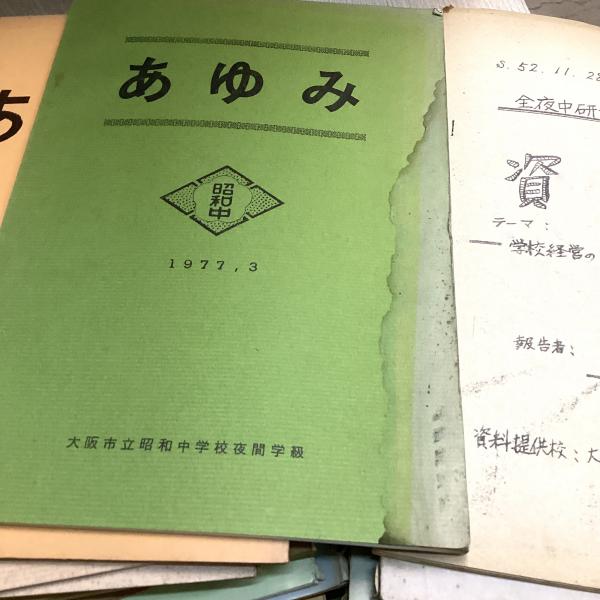 ち
あゆみ
昭和中
1977,3
大阪市立昭和中学校夜間学級
S.52.11.28
全夜中研
資
テーマ:
学校経営の
報告者:
資料提供校;大